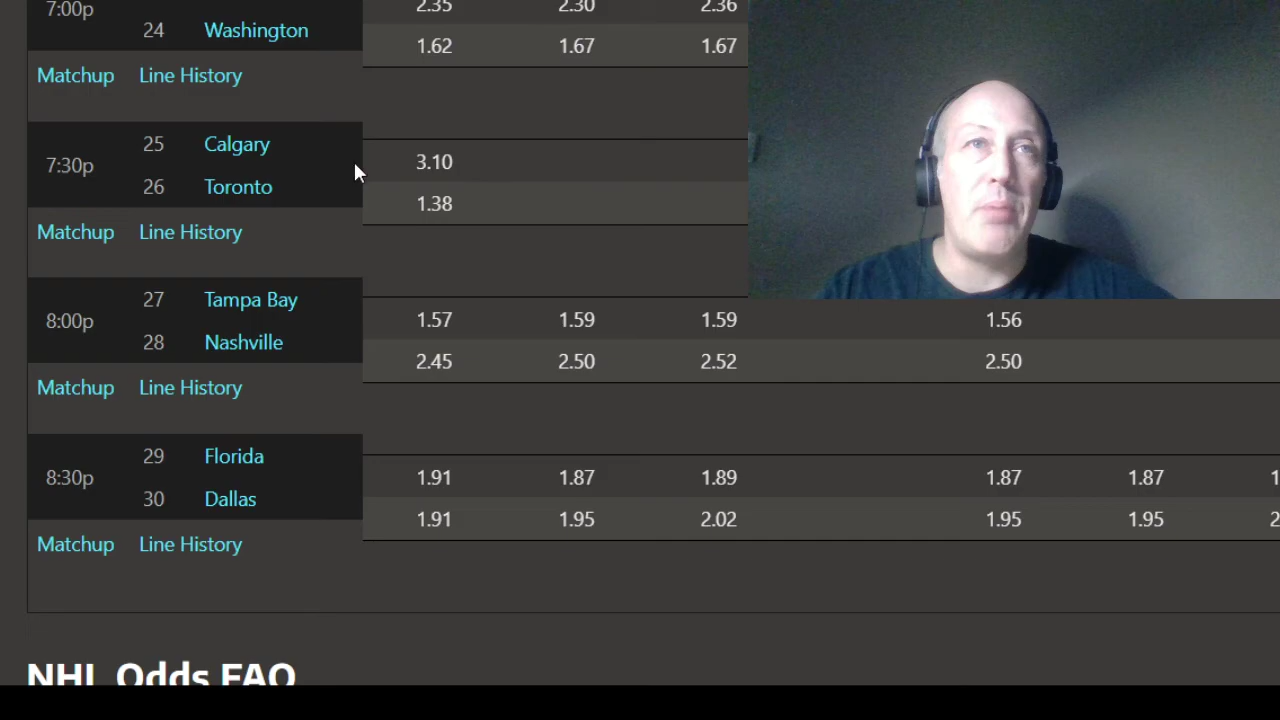 7:00p 2.35 2.30 2.36
24 Washington 1.62 1.67 1.67
Matchup Line History
25 Calgary 3.10
7:30p
26 Toronto 1.38
Matchup Line History
27 Tampa Bay 1.57 1.59 1.59 1.56
8:00p
28 Nashville 2.45 2.50 2.52 2.50
Matchup Line History
29 Florida 1.91 1.87 1.89 1.87 1.87 1
8:30p
30 Dallas 1.91 1.95 2.02 1.95 1.95 2
Matchup Line History
NHL Odds FAQ